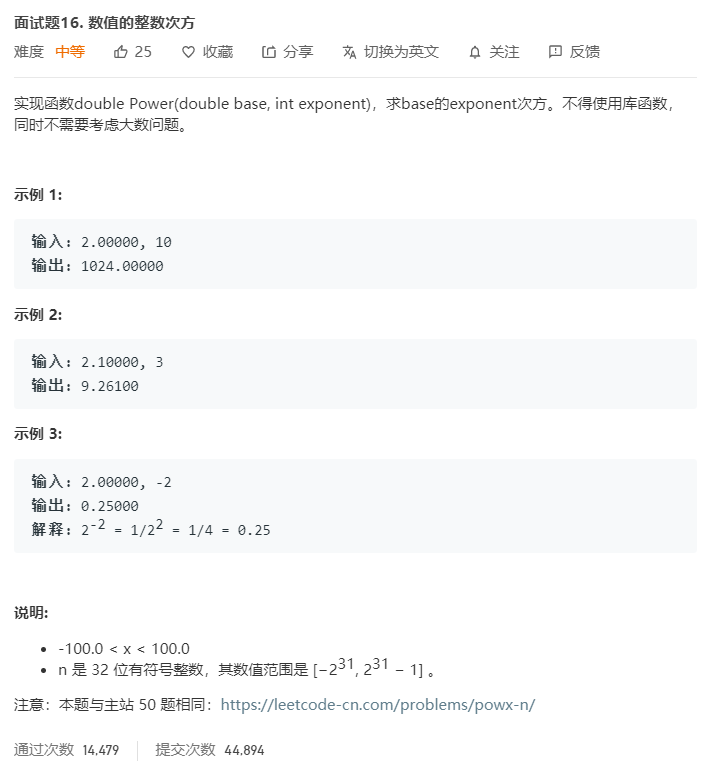 面试题16. 数值的整数次方
难度 中等 25 收藏 分享 切换为英文 关注 反馈
实现函数double Power(double base, int exponent)，求base的exponent次方。不得使用库函数，
同时不需要考虑大数问题。
示例 1:
输入: 2.00000, 10
输出: 1024.00000
示例 2:
输入: 2.10000, 3
输出: 9.26100
示例 3:
输入: 2.00000, -2
输出: 0.25000
解释: 2⁻² = 1/2² = 1/4 = 0.25
说明:
• -100.0 < x < 100.0
• n 是 32 位有符号整数，其数值范围是 [−2³¹, 2³¹ − 1] 。
注意：本题与主站 50 题相同：https://leetcode-cn.com/problems/powx-n/
通过次数 14,479 提交次数 44,894